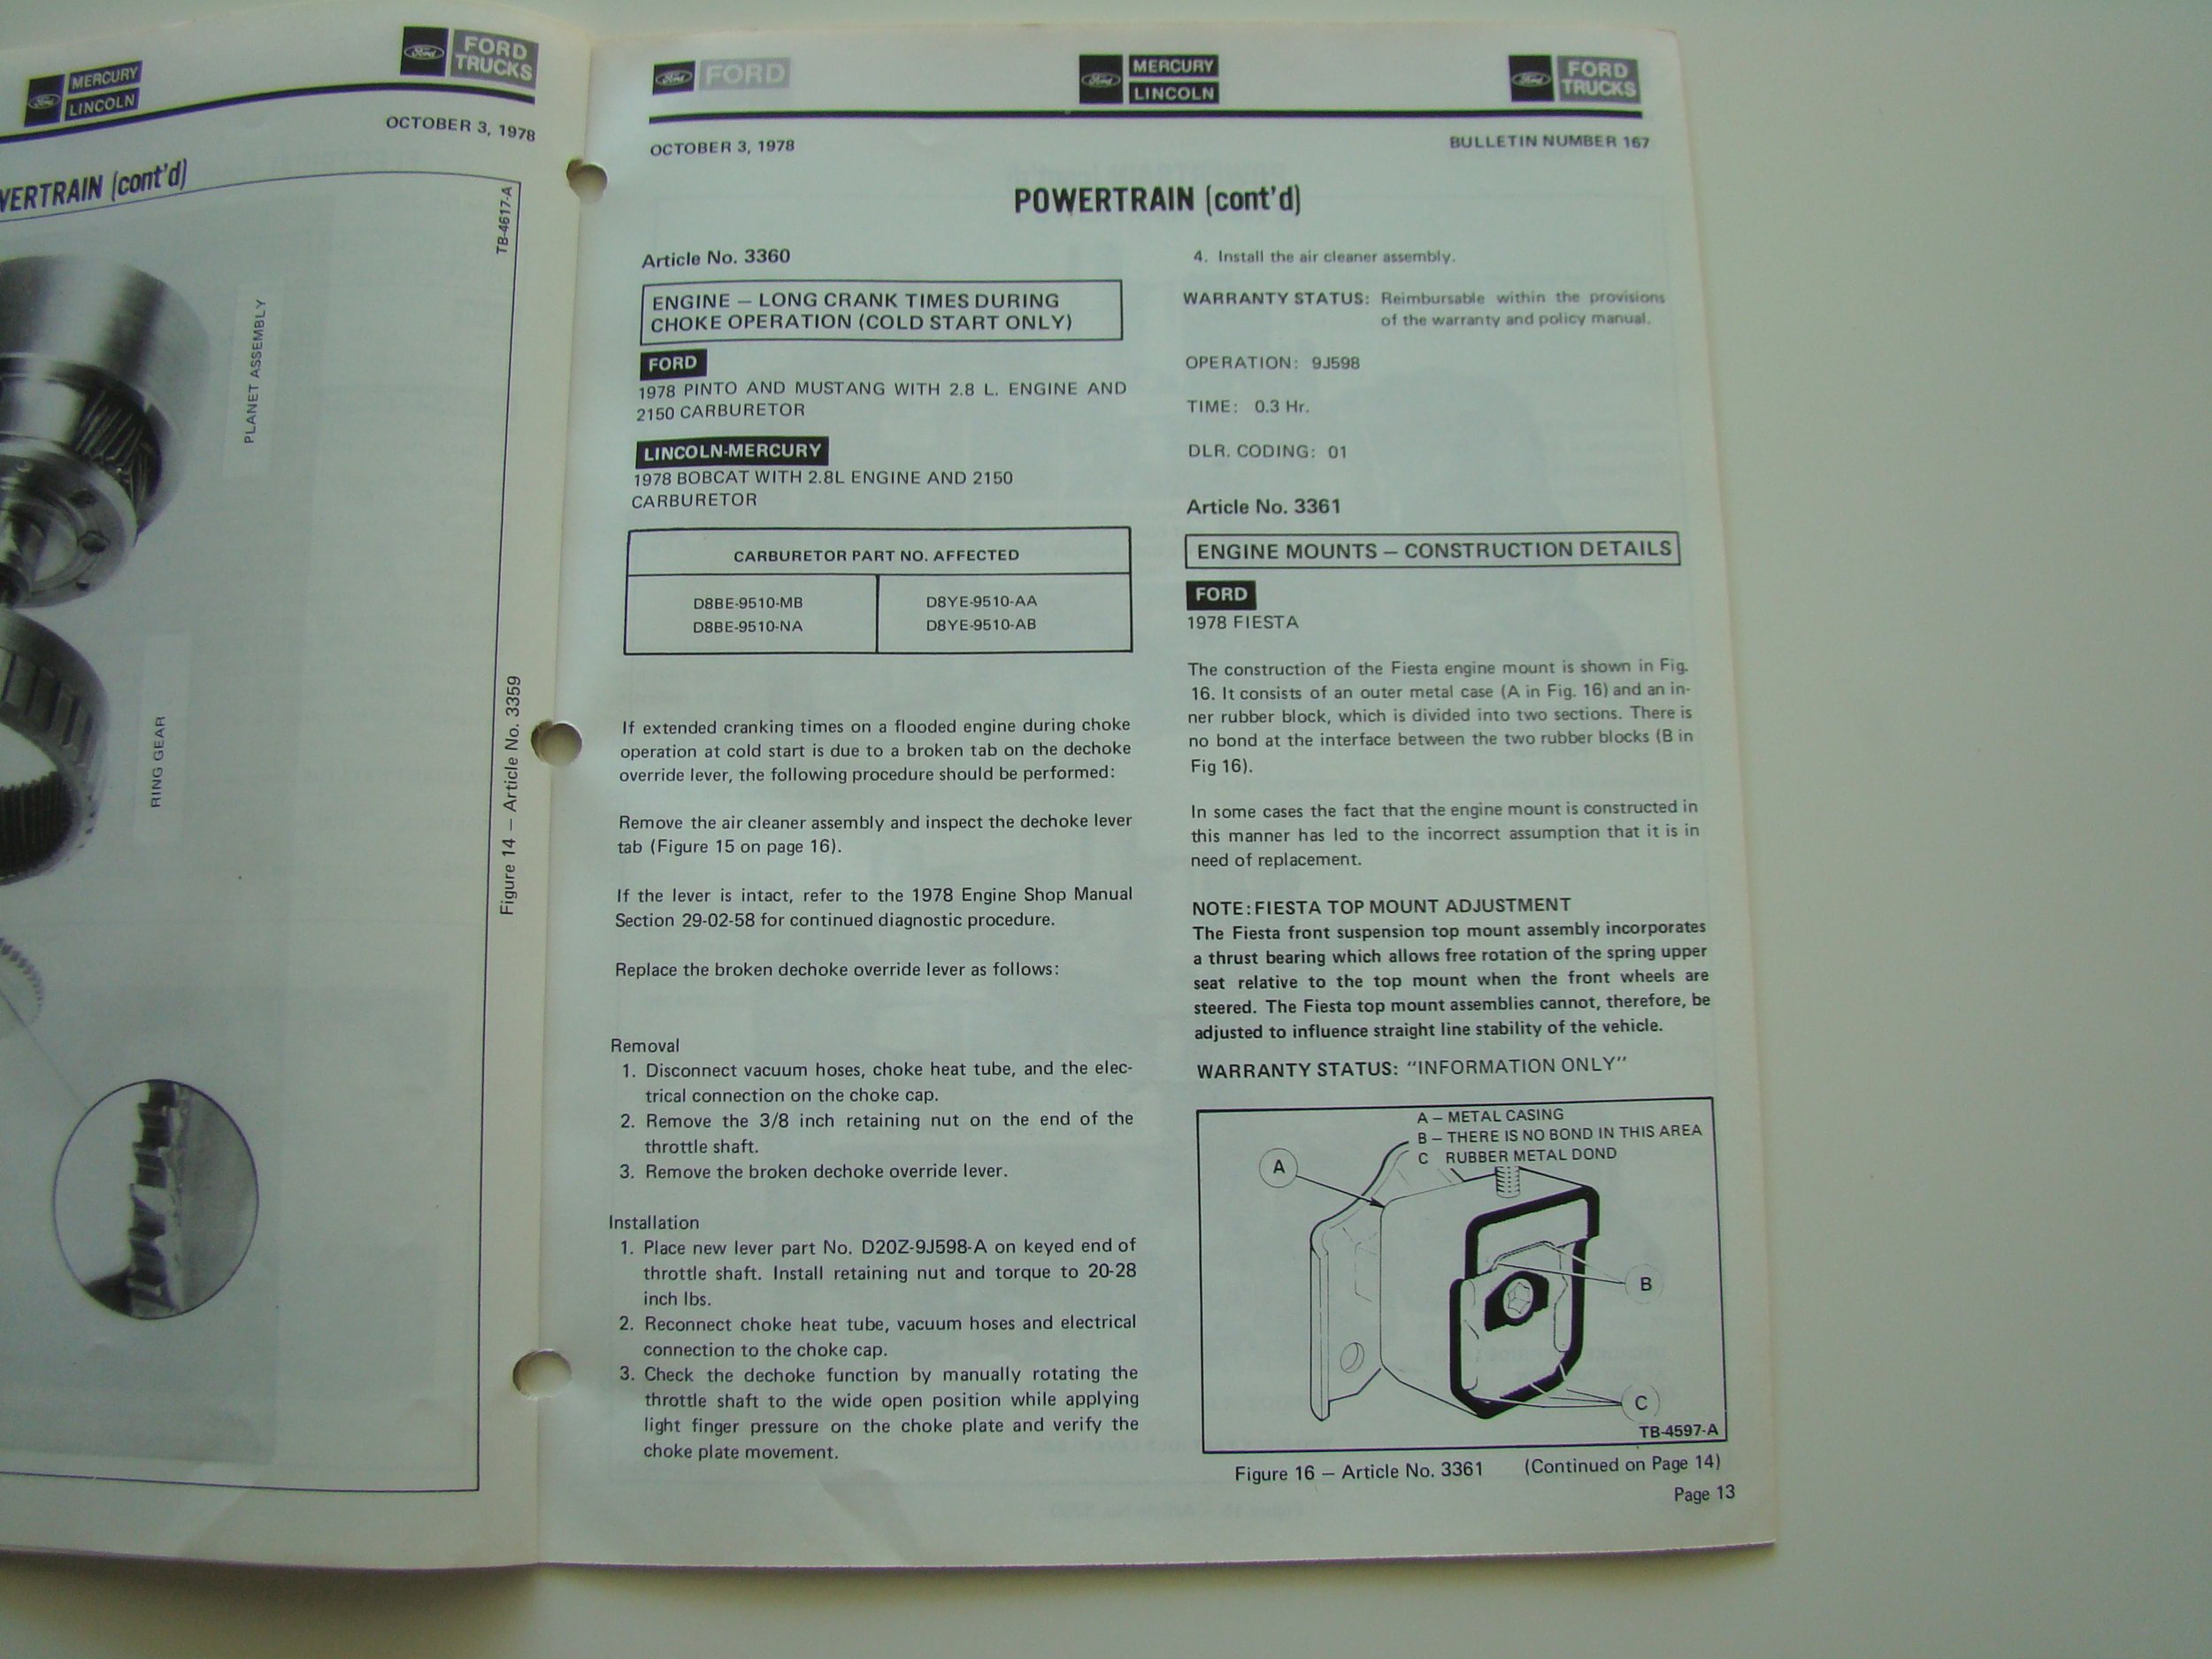 Ford
MERCURY
LINCOLN
Ford
FORD
TRUCKS
OCTOBER 3, 1978
VERTRAIN (cont'd)
TB-4617-A
PLANET ASSEMBLY
RING GEAR
Figure 14 — Article No. 3359
Ford
FORD
Ford
MERCURY
LINCOLN
Ford
FORD
TRUCKS
OCTOBER 3, 1978
BULLETIN NUMBER 167
POWERTRAIN (cont'd)
Article No. 3360
ENGINE — LONG CRANK TIMES DURING
CHOKE OPERATION (COLD START ONLY)
FORD
1978 PINTO AND MUSTANG WITH 2.8 L. ENGINE AND
2150 CARBURETOR
LINCOLN-MERCURY
1978 BOBCAT WITH 2.8L ENGINE AND 2150
CARBURETOR
CARBURETOR PART NO. AFFECTED
D8BE-9510-MB D8YE-9510-AA
D8BE-9510-NA D8YE-9510-AB
If extended cranking times on a flooded engine during choke
operation at cold start is due to a broken tab on the dechoke
override lever, the following procedure should be performed:
Remove the air cleaner assembly and inspect the dechoke lever
tab (Figure 15 on page 16).
If the lever is intact, refer to the 1978 Engine Shop Manual
Section 29-02-58 for continued diagnostic procedure.
Replace the broken dechoke override lever as follows:
Removal
1. Disconnect vacuum hoses, choke heat tube, and the elec-
trical connection on the choke cap.
2. Remove the 3/8 inch retaining nut on the end of the
throttle shaft.
3. Remove the broken dechoke override lever.
Installation
1. Place new lever part No. D20Z-9J598-A on keyed end of
throttle shaft. Install retaining nut and torque to 20-28
inch lbs.
2. Reconnect choke heat tube, vacuum hoses and electrical
connection to the choke cap.
3. Check the dechoke function by manually rotating the
throttle shaft to the wide open position while applying
light finger pressure on the choke plate and verify the
choke plate movement.
4. Install the air cleaner assembly.
WARRANTY STATUS: Reimbursable within the provisions
of the warranty and policy manual.
OPERATION: 9J598
TIME: 0.3 Hr.
DLR. CODING: 01
Article No. 3361
ENGINE MOUNTS — CONSTRUCTION DETAILS
FORD
1978 FIESTA
The construction of the Fiesta engine mount is shown in Fig.
16. It consists of an outer metal case (A in Fig. 16) and an in-
ner rubber block, which is divided into two sections. There is
no bond at the interface between the two rubber blocks (B in
Fig 16).
In some cases the fact that the engine mount is constructed in
this manner has led to the incorrect assumption that it is in
need of replacement.
NOTE: FIESTA TOP MOUNT ADJUSTMENT
The Fiesta front suspension top mount assembly incorporates
a thrust bearing which allows free rotation of the spring upper
seat relative to the top mount when the front wheels are
steered. The Fiesta top mount assemblies cannot, therefore, be
adjusted to influence straight line stability of the vehicle.
WARRANTY STATUS: "INFORMATION ONLY"
A — METAL CASING
B — THERE IS NO BOND IN THIS AREA
C RUBBER METAL DOND
A
B
C
TB-4597-A
Figure 16 — Article No. 3361 (Continued on Page 14)
Page 13